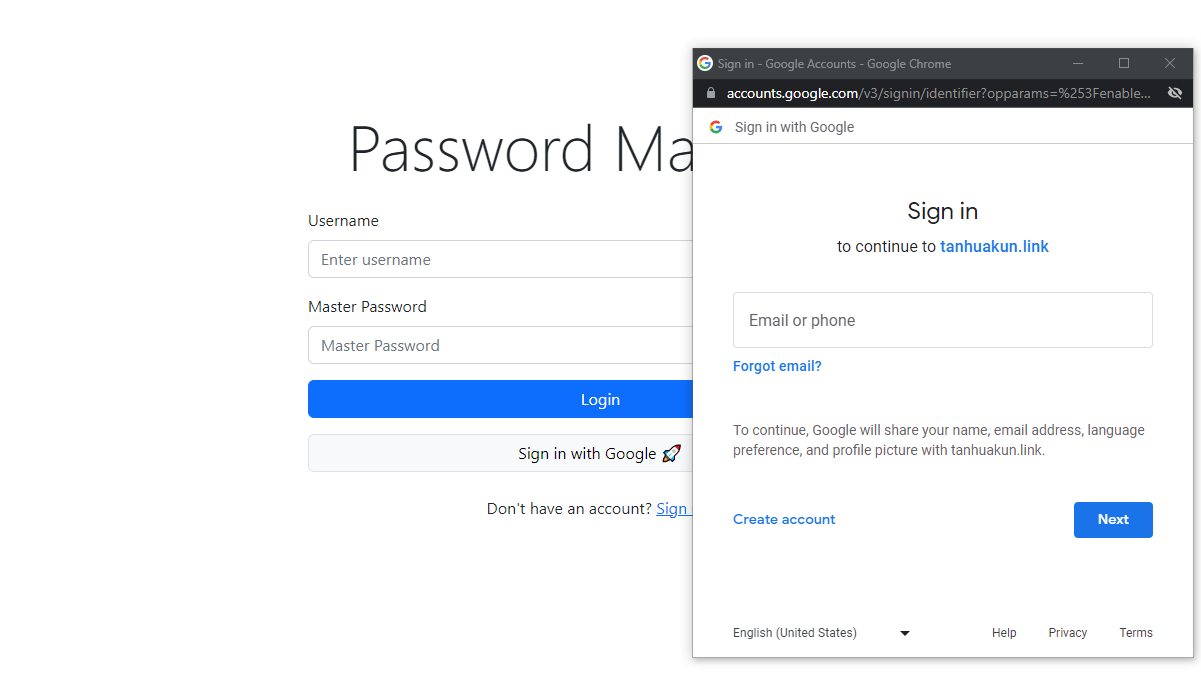 Password Ma
Username
Enter username
Master Password
Master Password
Login
Sign in with Google 🚀
Don't have an account? Sign
Sign in - Google Accounts - Google Chrome
accounts.google.com/v3/signin/identifier?opparams=%253Fenable...
Sign in with Google
Sign in
to continue to tanhuakun.link
Email or phone
Forgot email?
To continue, Google will share your name, email address, language
preference, and profile picture with tanhuakun.link.
Create account
Next
English (United States)
Help Privacy Terms